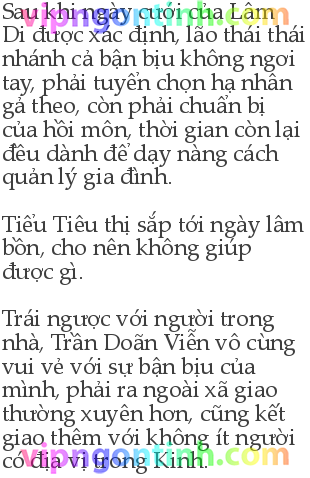 Sau khi ngày cưới của Lâm
Di được xác định, lão thái thái
nhánh cả bận bịu không ngơi
tay, phải tuyển chọn hạ nhân
gả theo, còn phải chuẩn bị
của hồi môn, thời gian còn lại
đều dành để dạy nàng cách
quản lý gia đình.
Tiểu Tiêu thị sắp tới ngày lâm
bồn, cho nên không giúp
được gì.
Trái ngược với người trong
nhà, Trần Doãn Viễn vô cùng
vui vẻ với sự bận bịu của
mình, phải ra ngoài xã giao
thường xuyên hơn, cũng kết
giao thêm với không ít người
có địa vị trong Kinh.
vipngontinh.com
vipngontinh.com
vipngontinh.com